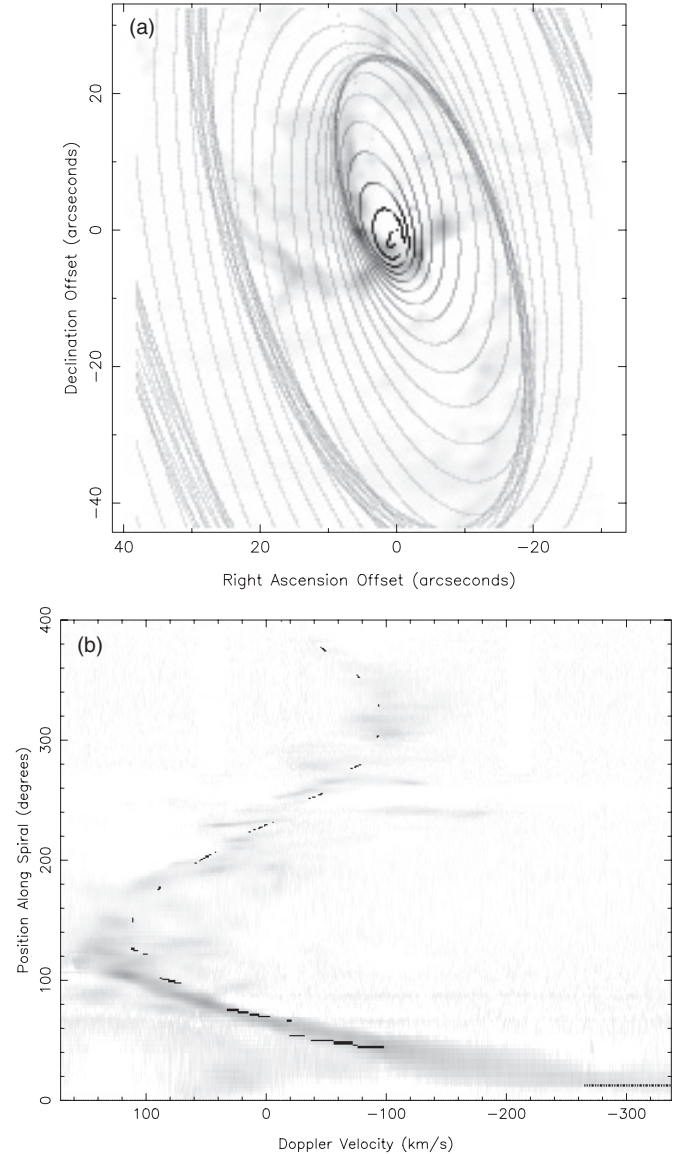 (a)
20
0
−20
−40
Declination Offset (arcseconds)
40 20 0 −20
Right Ascension Offset (arcseconds)
(b)
400
300
200
100
0
Position Along Spiral (degrees)
100 0 −100 −200 −300
Doppler Velocity (km/s)